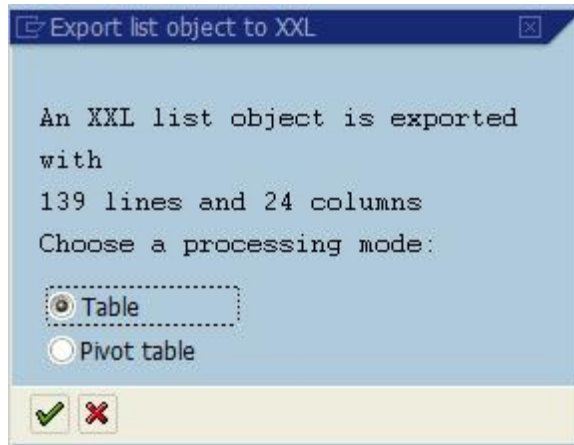 Export list object to XXL
An XXL list object is exported
with
139 lines and 24 columns
Choose a processing mode:
Table
Pivot table